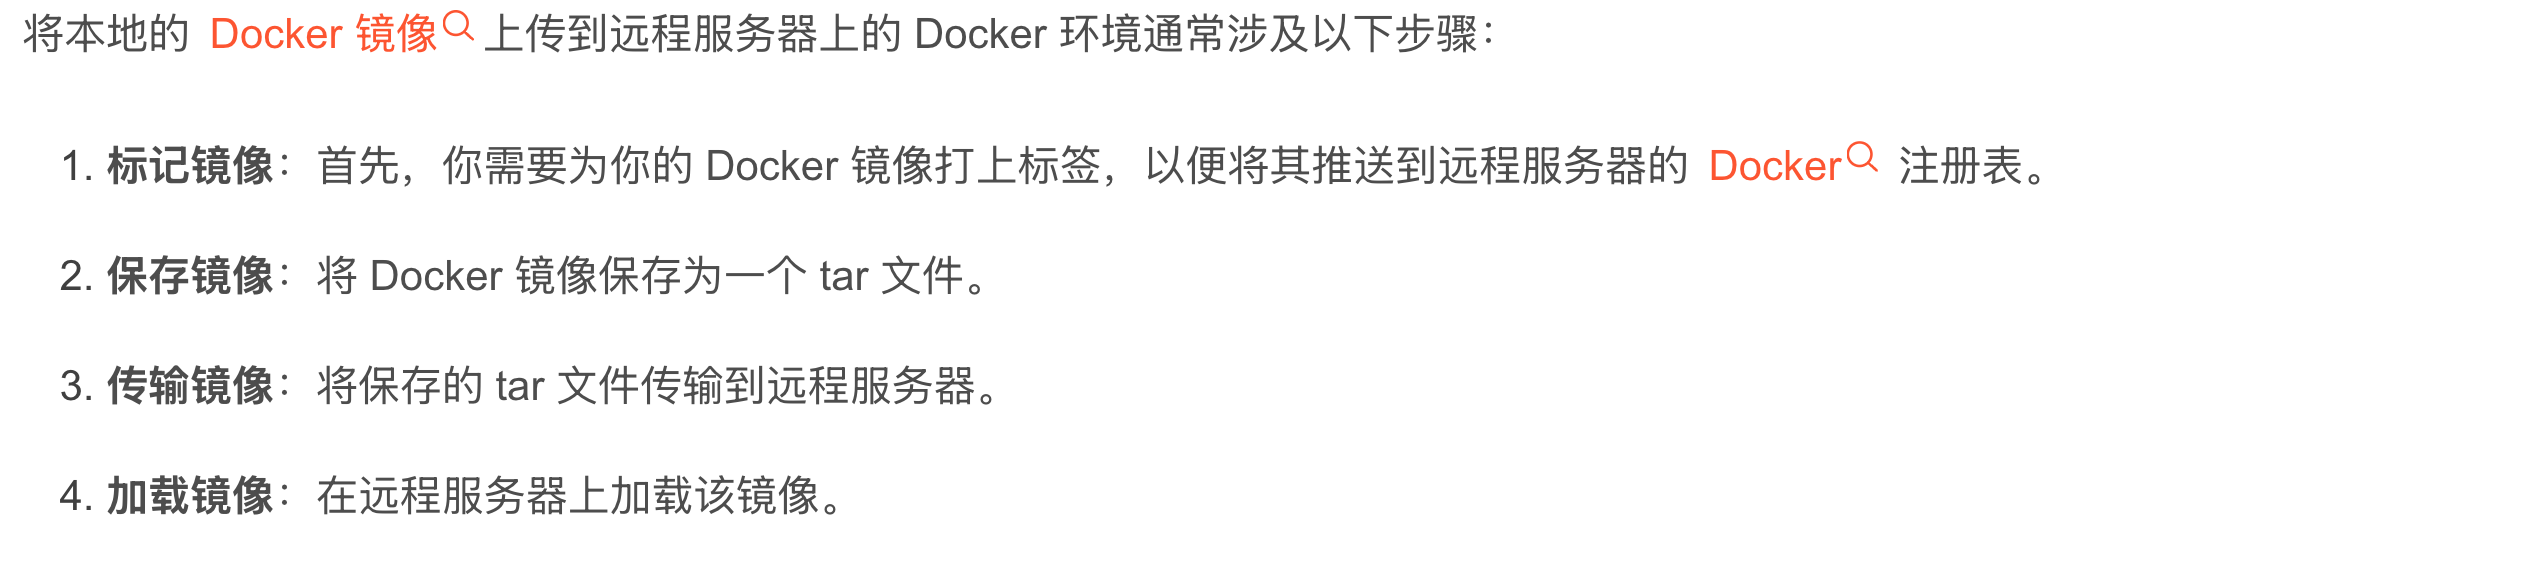 将本地的 Docker 镜像 上传到远程服务器上的 Docker 环境通常涉及以下步骤：
1. 标记镜像：首先，你需要为你的 Docker 镜像打上标签，以便将其推送到远程服务器的 Docker 注册表。
2. 保存镜像：将 Docker 镜像保存为一个 tar 文件。
3. 传输镜像：将保存的 tar 文件传输到远程服务器。
4. 加载镜像：在远程服务器上加载该镜像。